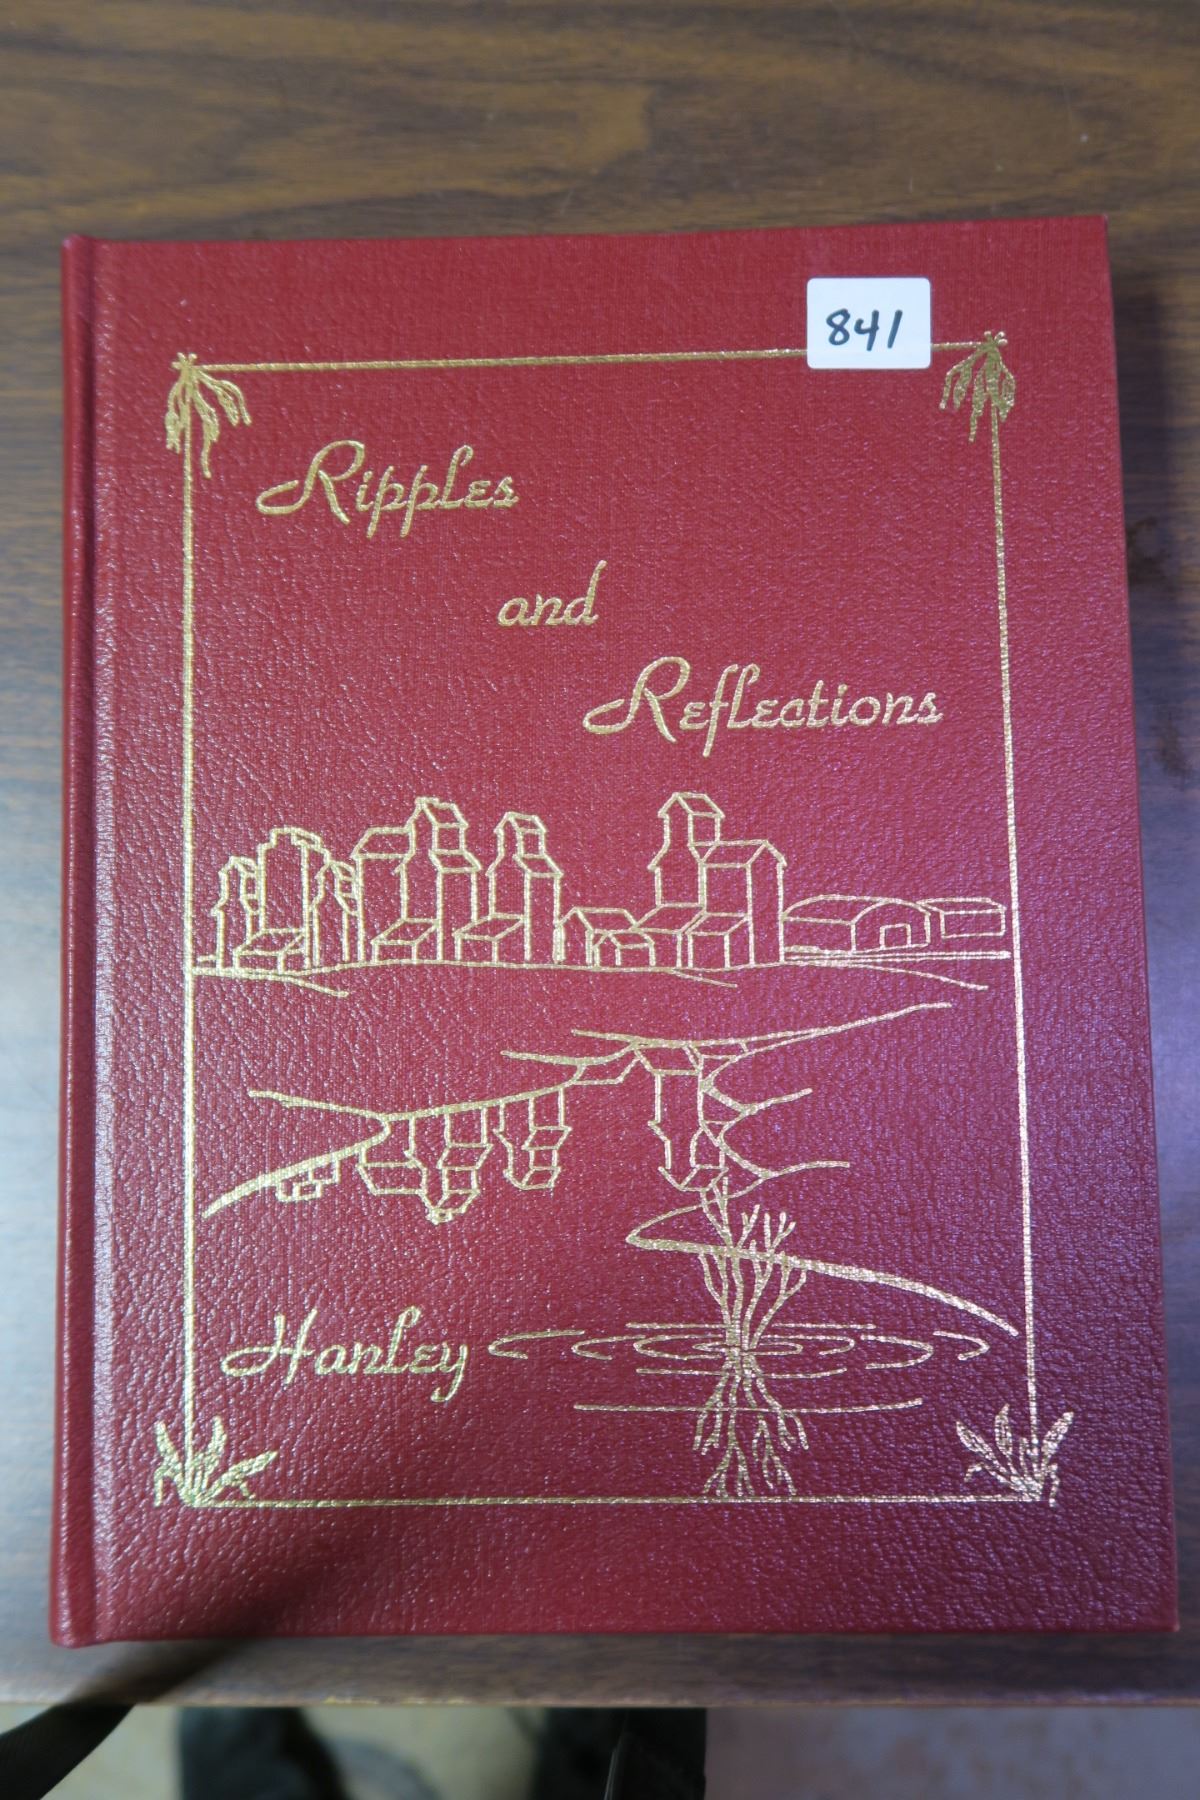 841
Ripples
and
Reflections
Hanley